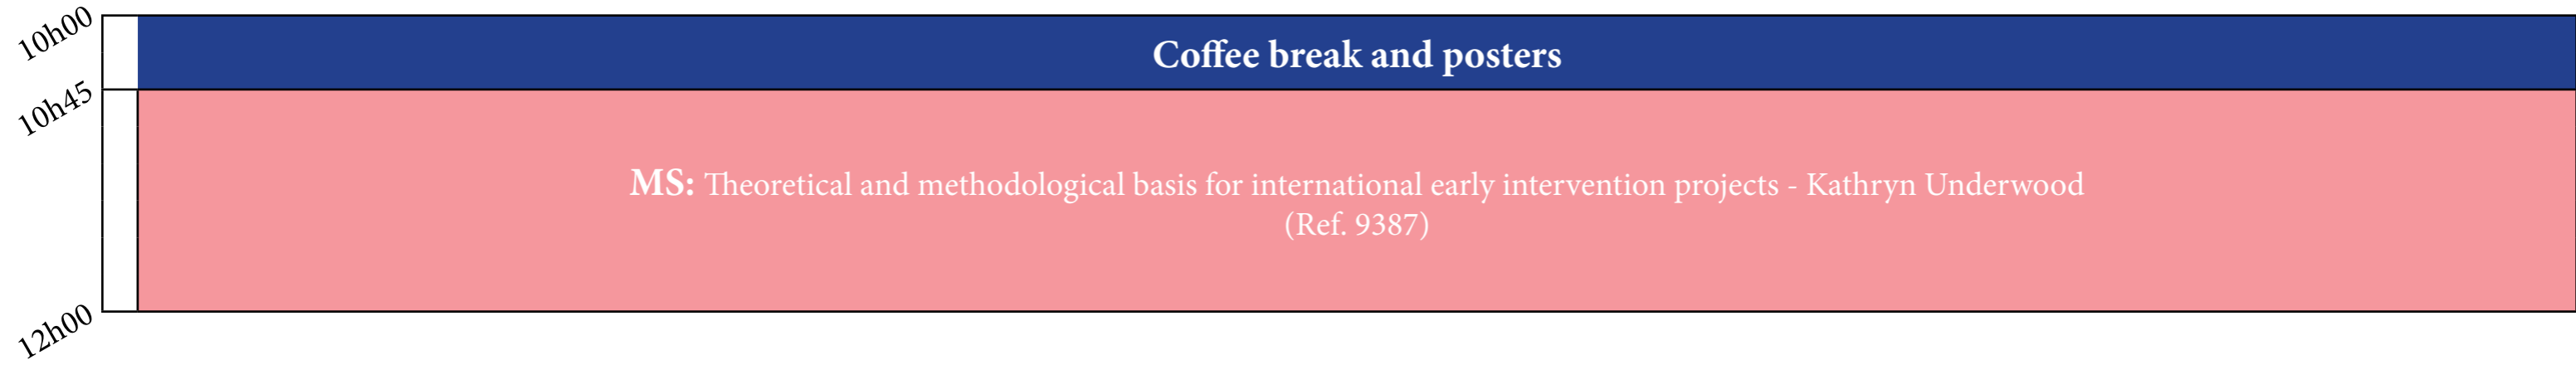 10h00
Coffee break and posters
10h45
MS: Theoretical and methodological basis for international early intervention projects - Kathryn Underwood
(Ref. 9387)
12h00